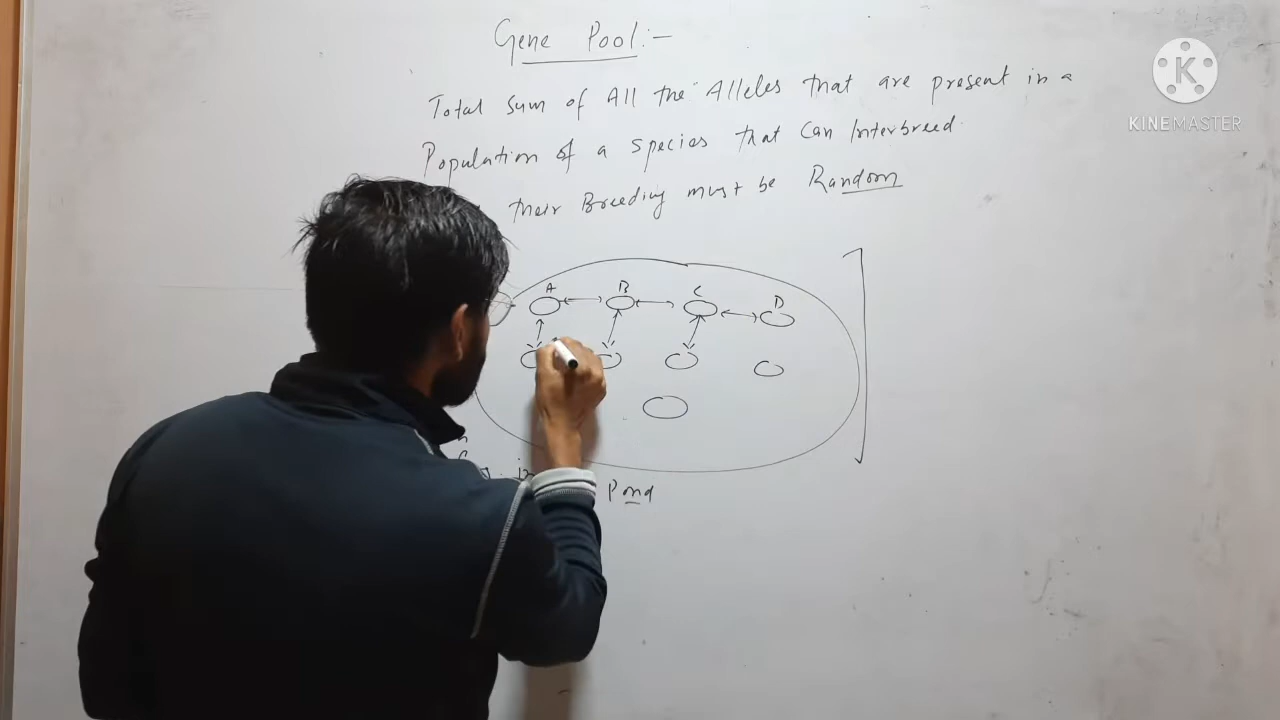 Gene Pool:-
Total sum of All the Alleles that are present in a
Population of a species that Can Interbreed.
their Breeding must be Random
A B C D
Pond
K
KINEMASTER